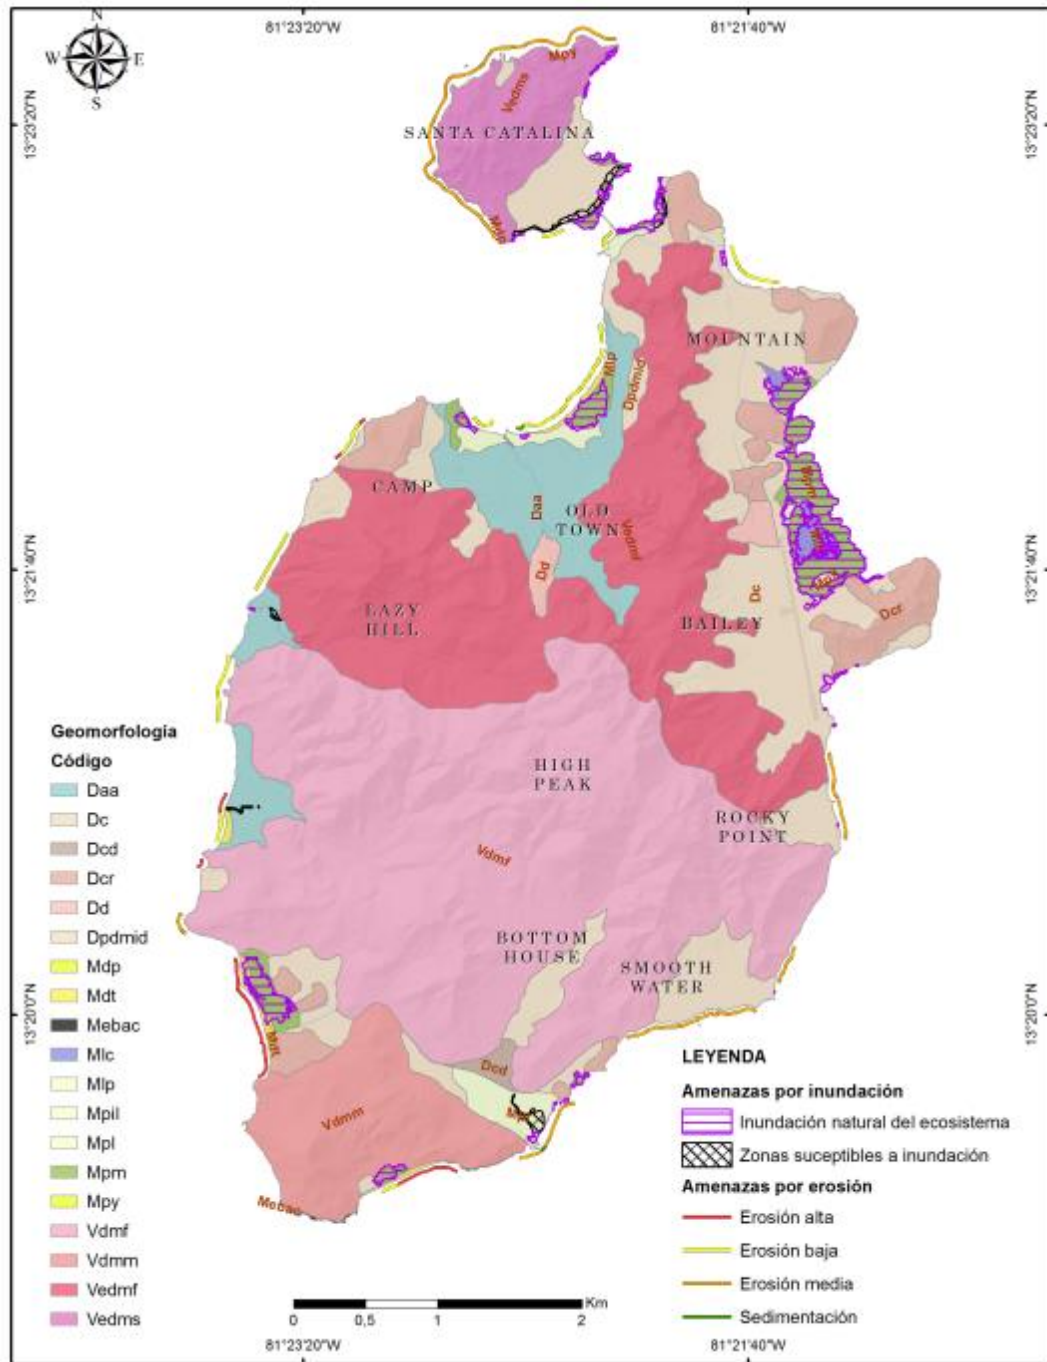 81°23'20"W
81°21'40"W
N
W
E
S
13°23'20"N
13°23'20"N
Mpy
Vedms
SANTA CATALINA
Mdp
MOUNTAIN
Mlp
Dpdmid
CAMP
Daa
OLD
TOWN
Vedmf
Mpm
13°21'40"N
13°21'40"N
Dd
Dc
Dcr
LAZY
HILL
BAILEY
HIGH
PEAK
ROCKY
POINT
Vdmf
BOTTOM
HOUSE
SMOOTH
WATER
13°20'0"N
13°20'0"N
Mdt
Dcd
Vdmm
Mebac
Geomorfología
Código
Daa
Dc
Dcd
Dcr
Dd
Dpdmid
Mdp
Mdt
Mebac
Mlc
Mlp
Mpil
Mpl
Mpm
Mpy
Vdmf
Vdmm
Vedmf
Vedms
LEYENDA
Amenazas por inundación
Inundación natural del ecosistema
Zonas suceptibles a inundación
Amenazas por erosión
Erosión alta
Erosión baja
Erosión media
Sedimentación
Km
0
0,5
1
2
81°23'20"W
81°21'40"W